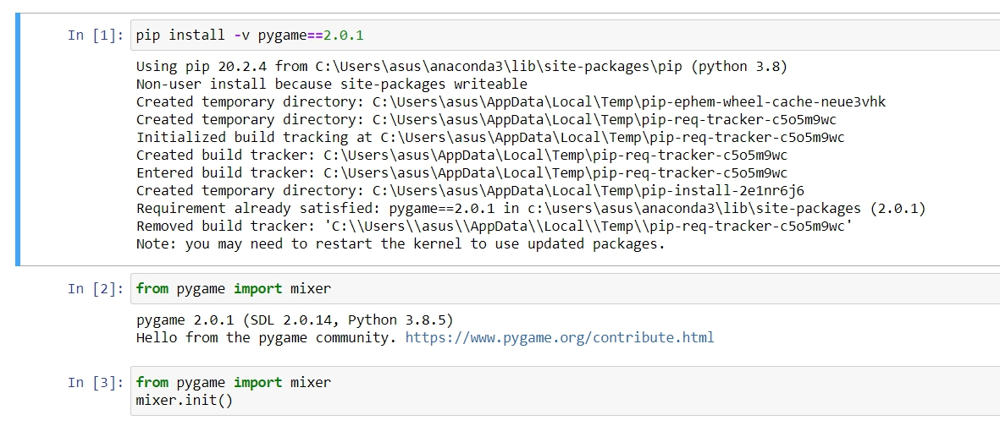 In [1]: pip install -v pygame==2.0.1
Using pip 20.2.4 from C:\Users\asus\anaconda3\lib\site-packages\pip (python 3.8)
Non-user install because site-packages writeable
Created temporary directory: C:\Users\asus\AppData\Local\Temp\pip-ephem-wheel-cache-neue3vhk
Created temporary directory: C:\Users\asus\AppData\Local\Temp\pip-req-tracker-c5o5m9wc
Initialized build tracking at C:\Users\asus\AppData\Local\Temp\pip-req-tracker-c5o5m9wc
Created build tracker: C:\Users\asus\AppData\Local\Temp\pip-req-tracker-c5o5m9wc
Entered build tracker: C:\Users\asus\AppData\Local\Temp\pip-req-tracker-c5o5m9wc
Created temporary directory: C:\Users\asus\AppData\Local\Temp\pip-install-2e1nr6j6
Requirement already satisfied: pygame==2.0.1 in c:\users\asus\anaconda3\lib\site-packages (2.0.1)
Removed build tracker: 'C:\\Users\\asus\\AppData\\Local\\Temp\\pip-req-tracker-c5o5m9wc'
Note: you may need to restart the kernel to use updated packages.
In [2]: from pygame import mixer
pygame 2.0.1 (SDL 2.0.14, Python 3.8.5)
Hello from the pygame community. https://www.pygame.org/contribute.html
In [3]: from pygame import mixer
mixer.init()